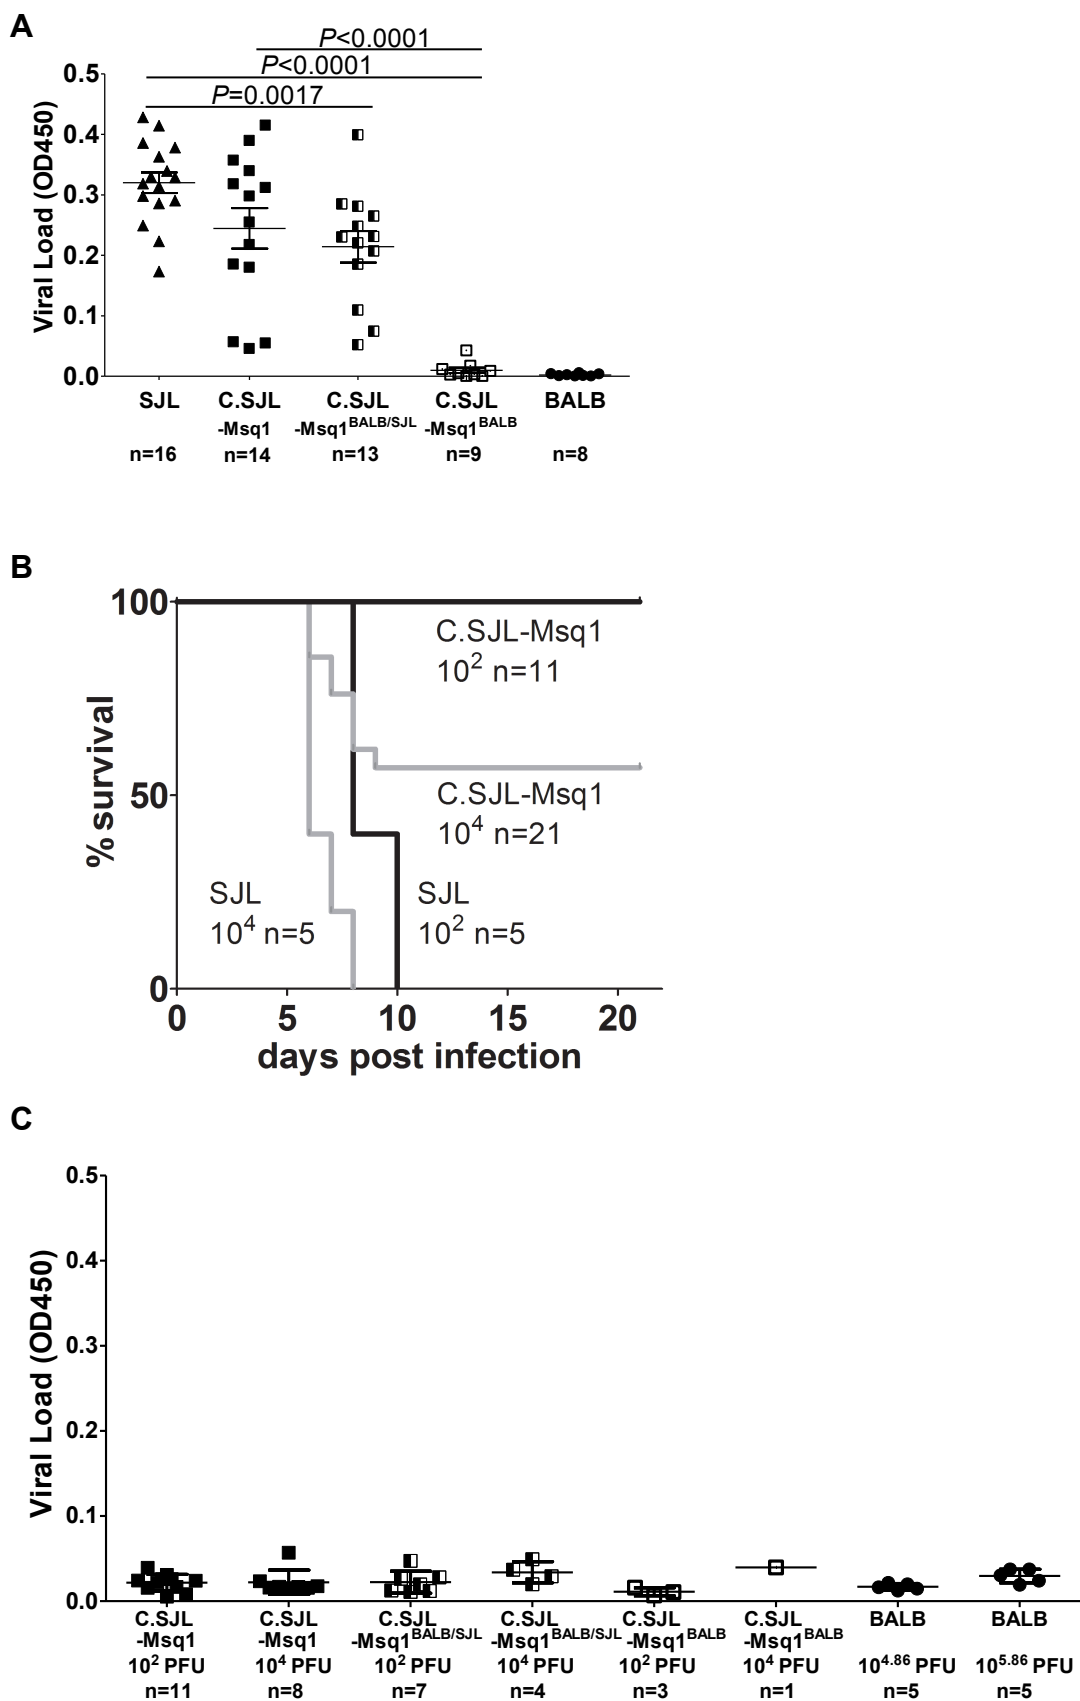 A
P<0.0001
P<0.0001
P=0.0017
Viral Load (OD450)
0.5
0.4
0.3
0.2
0.1
0.0
SJL C.SJL C.SJL C.SJL BALB
-Msq1 -Msq1BALB/SJL -Msq1BALB
n=16 n=14 n=13 n=9 n=8
B
% survival
100
50
0
C.SJL-Msq1
10² n=11
C.SJL-Msq1
10⁴ n=21
SJL
10⁴ n=5
SJL
10² n=5
0 5 10 15 20
days post infection
C
Viral Load (OD450)
0.5
0.4
0.3
0.2
0.1
0.0
C.SJL C.SJL C.SJL C.SJL C.SJL C.SJL BALB BALB
-Msq1 -Msq1 -Msq1BALB/SJL -Msq1BALB/SJL -Msq1BALB -Msq1BALB
10² PFU 10⁴ PFU 10² PFU 10⁴ PFU 10² PFU 10⁴ PFU 10⁴·⁸⁶ PFU 10⁵·⁸⁶ PFU
n=11 n=8 n=7 n=4 n=3 n=1 n=5 n=5